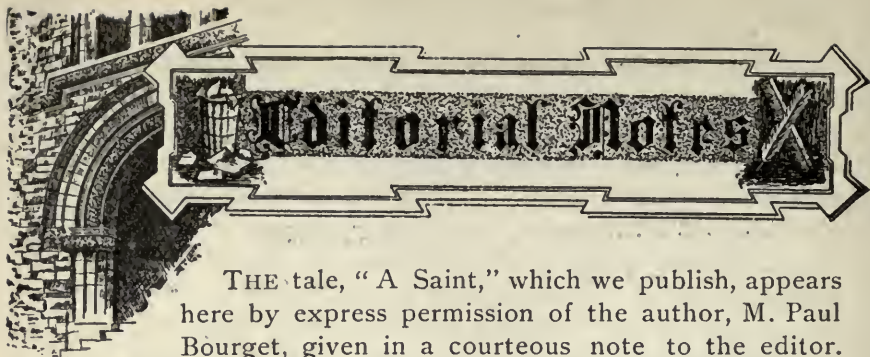 Editorial Notes
THE tale, “ A Saint,” which we publish, appears
here by express permission of the author, M. Paul
Bourget, given in a courteous note to the editor.